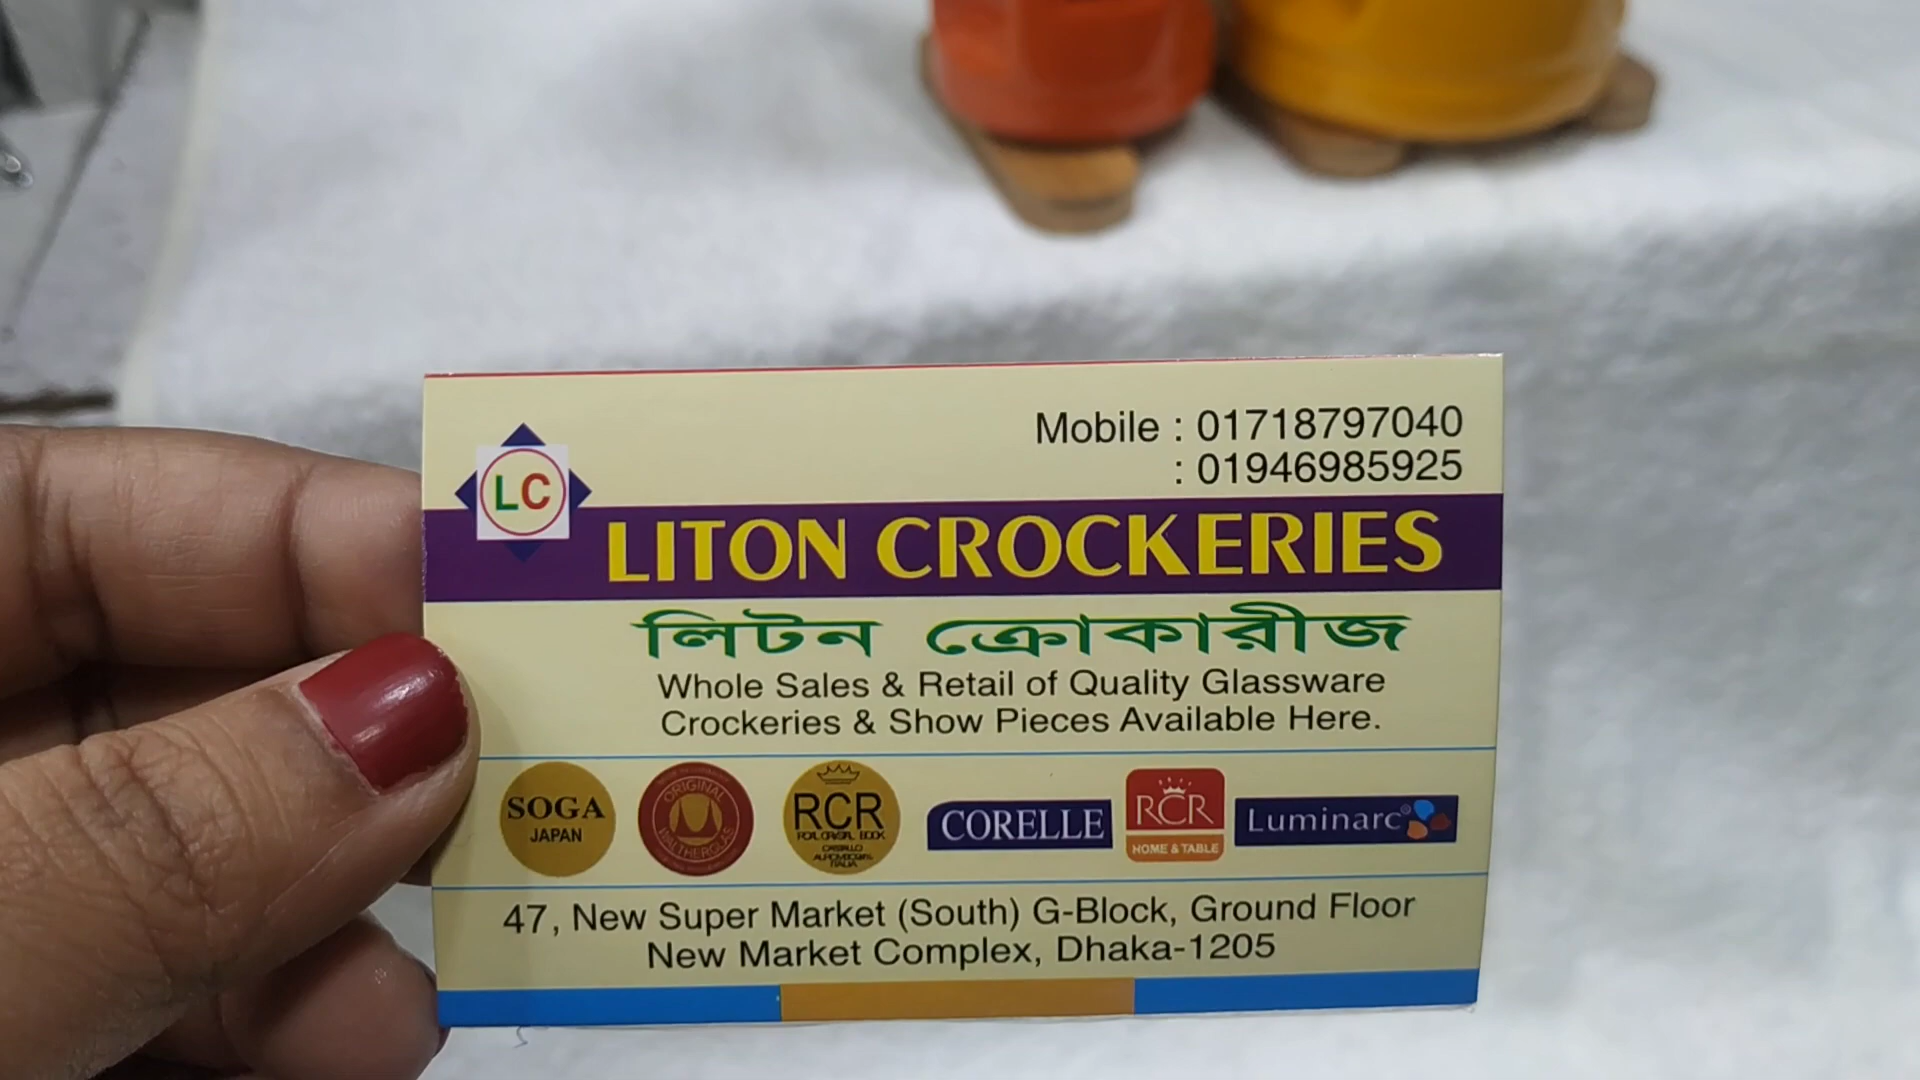 Mobile : 01718797040
: 01946985925
LC
LITON CROCKERIES
লিটন ক্রোকারীজ
Whole Sales & Retail of Quality Glassware
Crockeries & Show Pieces Available Here.
SOGA
JAPAN
ORIGINAL
WALTHERGLAS
RCR
CORELLE
RCR
HOME & TABLE
Luminarc®
47, New Super Market (South) G-Block, Ground Floor
New Market Complex, Dhaka-1205